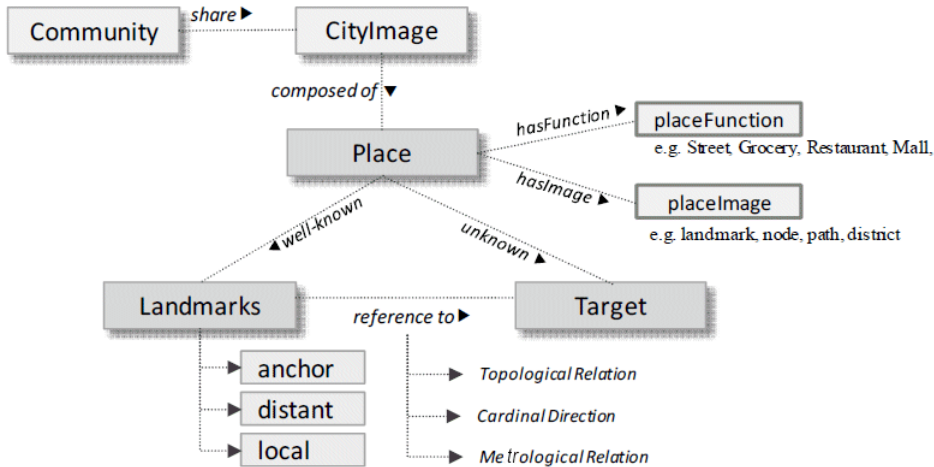 share ▶
Community
CityImage
composed of ▼
hasFunction ▶
placeFunction
e.g. Street, Grocery, Restaurant, Mall,
Place
hasImage ▶
placeImage
e.g. landmark, node, path, district
◀ well-known
unknown ▶
Landmarks
reference to ▶
Target
anchor
distant
local
Topological Relation
Cardinal Direction
Metrological Relation